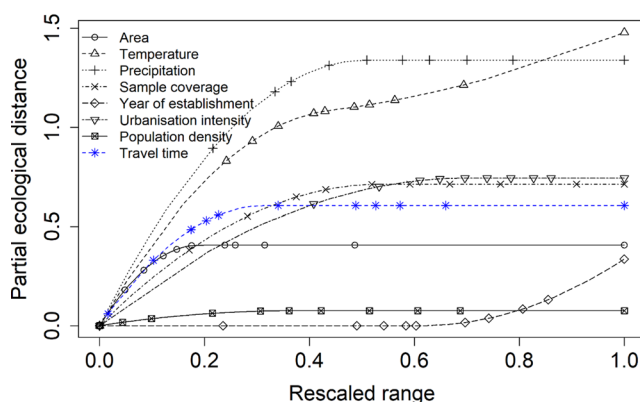 1.5
1.0
0.5
0.0
Partial ecological distance
Area
Temperature
Precipitation
Sample coverage
Year of establishment
Urbanisation intensity
Population density
Travel time
0.0 0.2 0.4 0.6 0.8 1.0
Rescaled range